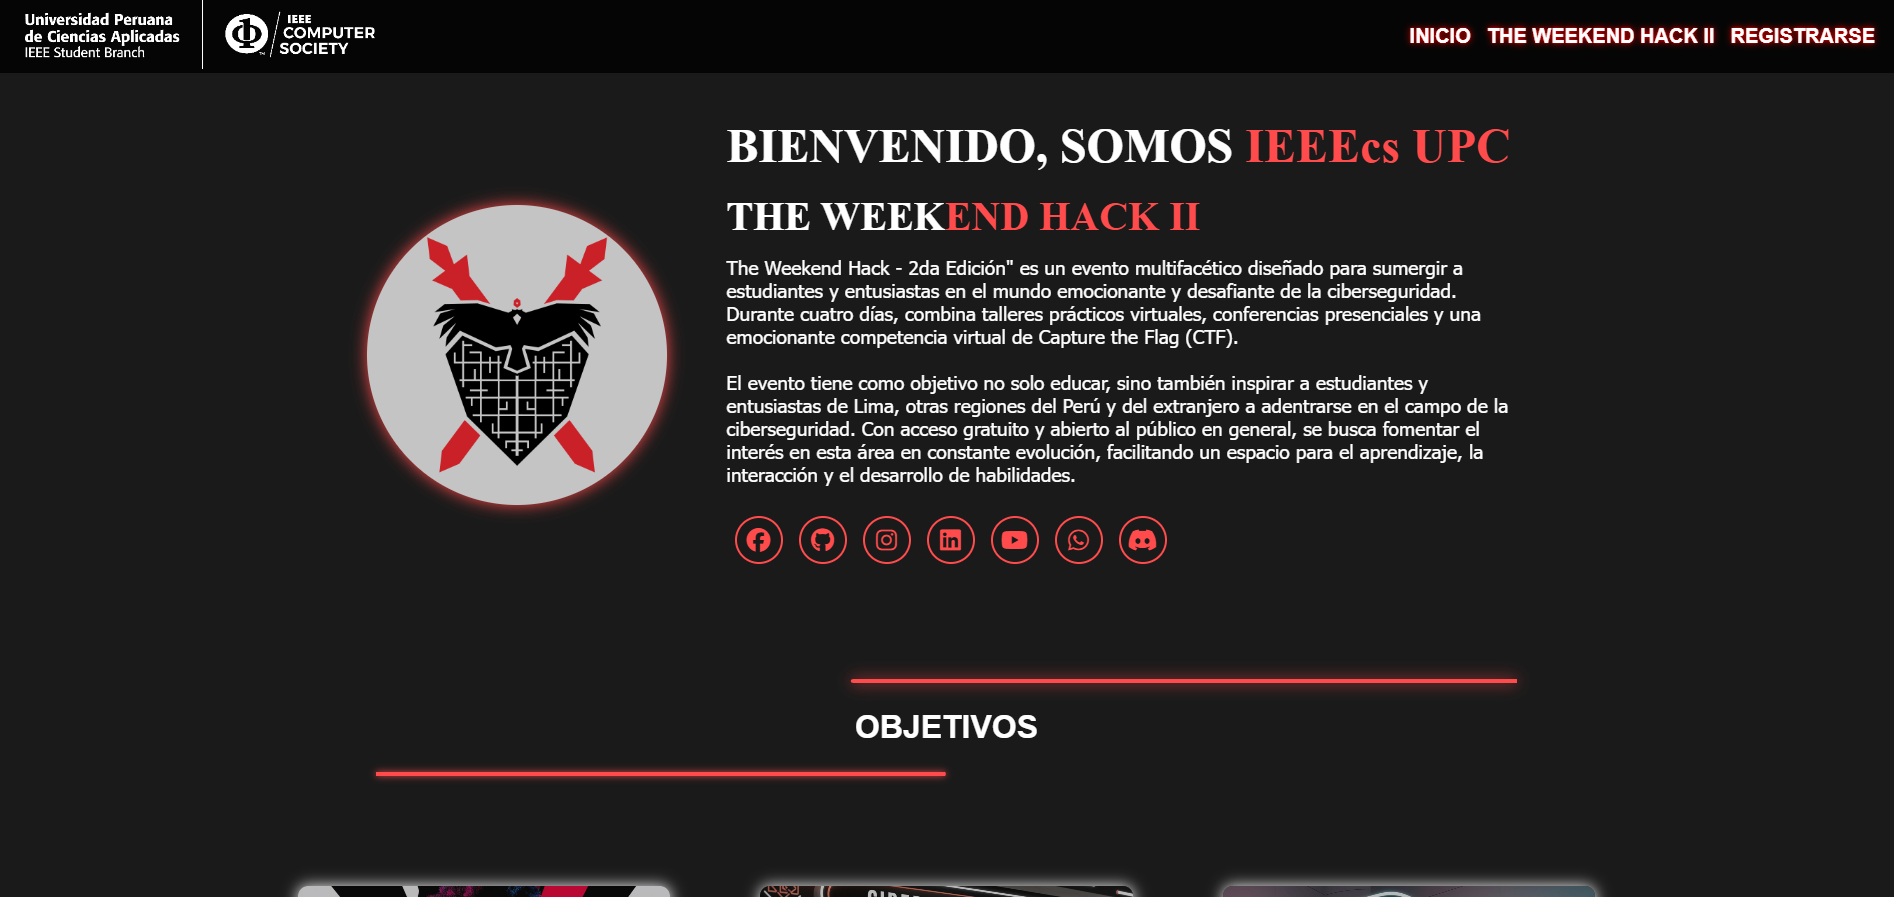 Universidad Peruana
de Ciencias Aplicadas
IEEE Student Branch
IEEE
COMPUTER
SOCIETY
TM
INICIO THE WEEKEND HACK II REGISTRARSE
BIENVENIDO, SOMOS IEEEcs UPC
THE WEEKEND HACK II
The Weekend Hack - 2da Edición" es un evento multifacético diseñado para sumergir a
estudiantes y entusiastas en el mundo emocionante y desafiante de la ciberseguridad.
Durante cuatro días, combina talleres prácticos virtuales, conferencias presenciales y una
emocionante competencia virtual de Capture the Flag (CTF).
El evento tiene como objetivo no solo educar, sino también inspirar a estudiantes y
entusiastas de Lima, otras regiones del Perú y del extranjero a adentrarse en el campo de la
ciberseguridad. Con acceso gratuito y abierto al público en general, se busca fomentar el
interés en esta área en constante evolución, facilitando un espacio para el aprendizaje, la
interacción y el desarrollo de habilidades.
in
OBJETIVOS